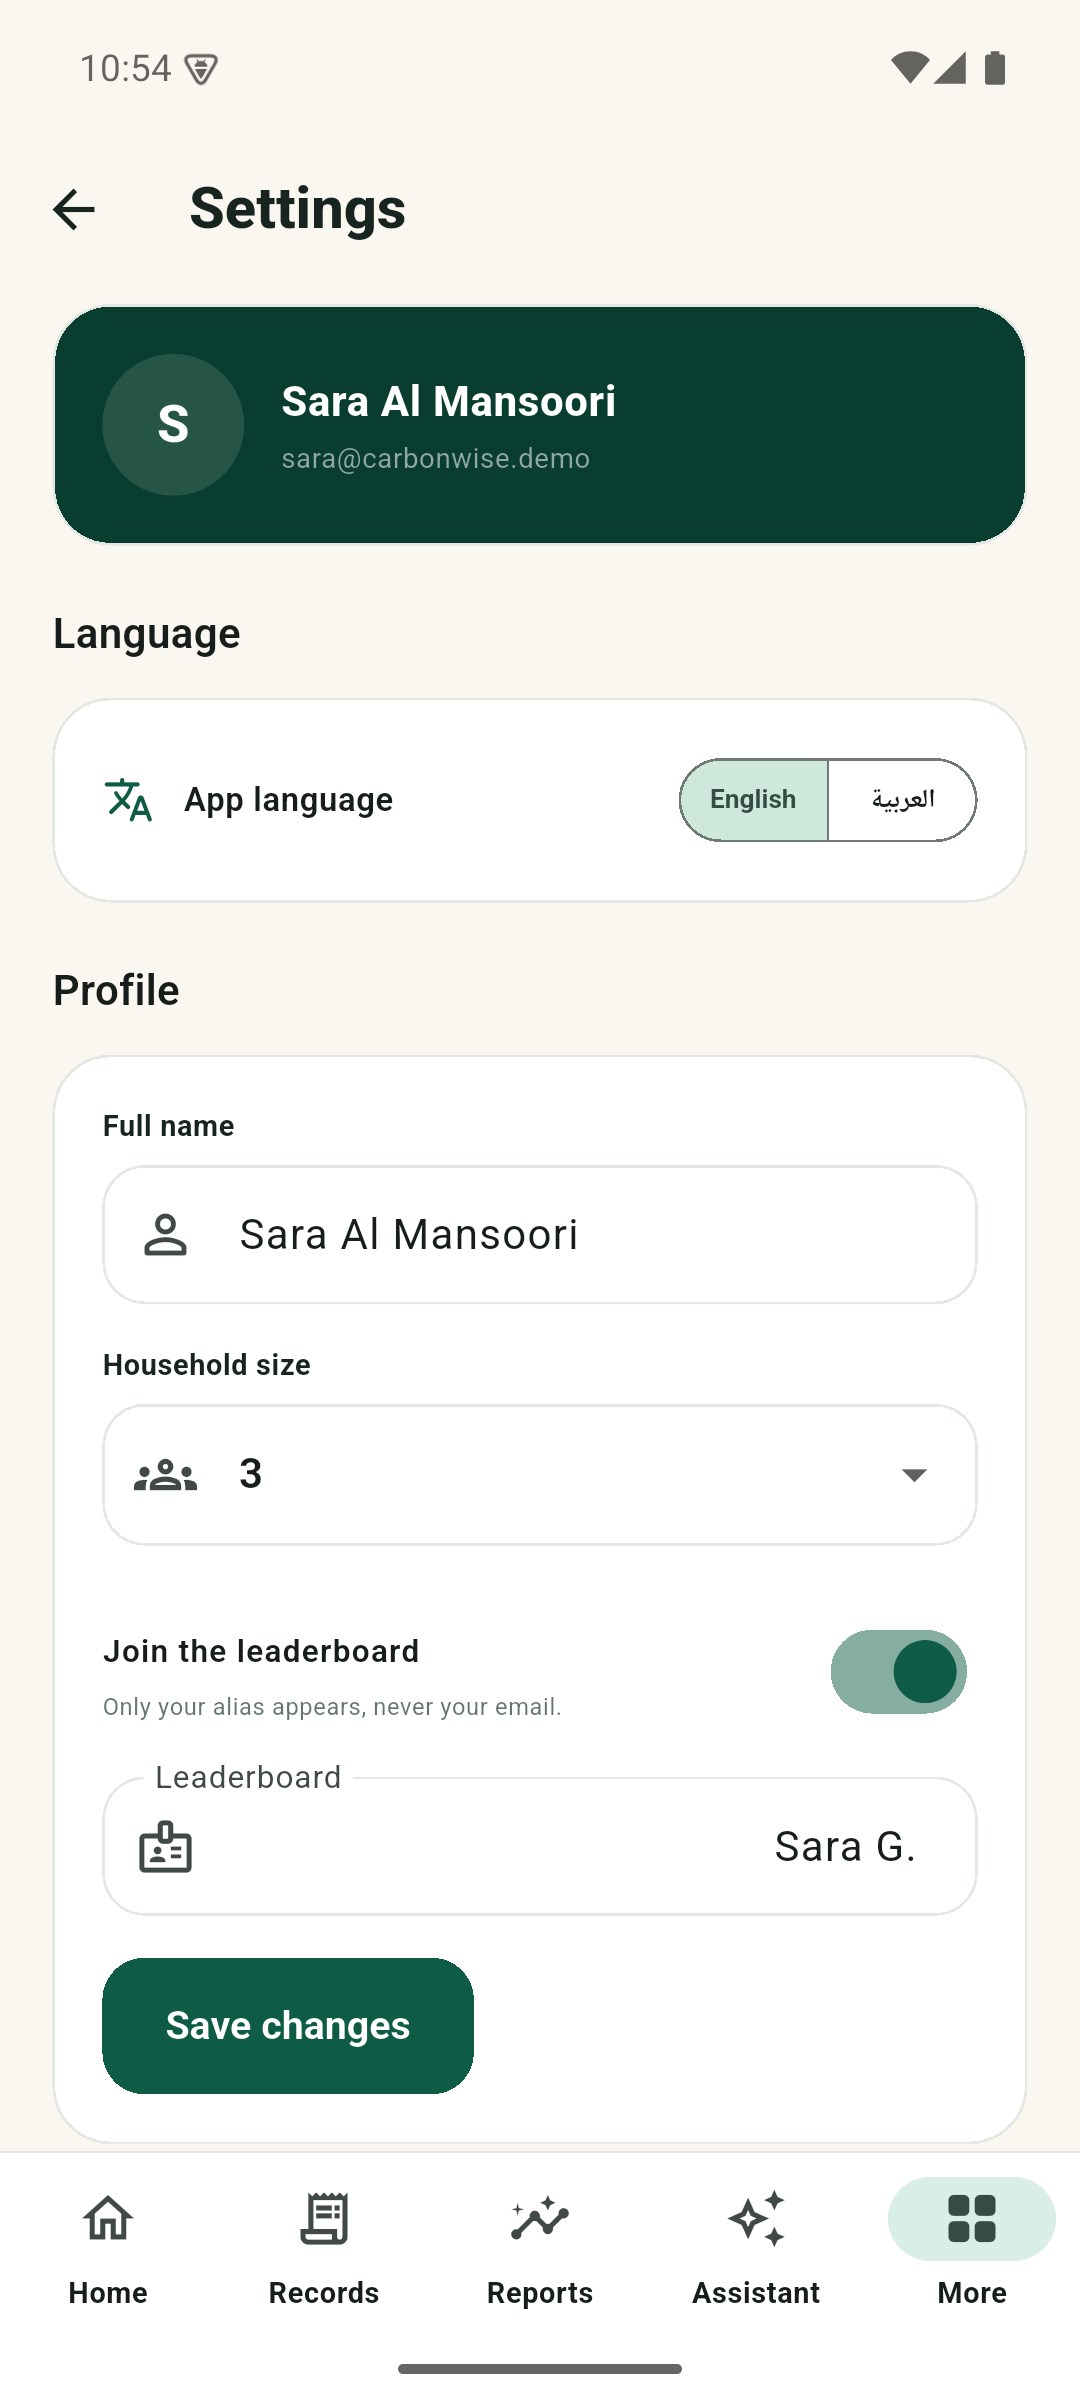 10:54
Settings
S
Sara Al Mansoori
sara@carbonwise.demo
Language
App language
English
العربية
Profile
Full name
Sara Al Mansoori
Household size
3
Join the leaderboard
Only your alias appears, never your email.
Leaderboard
Sara G.
Save changes
Home
Records
Reports
Assistant
More